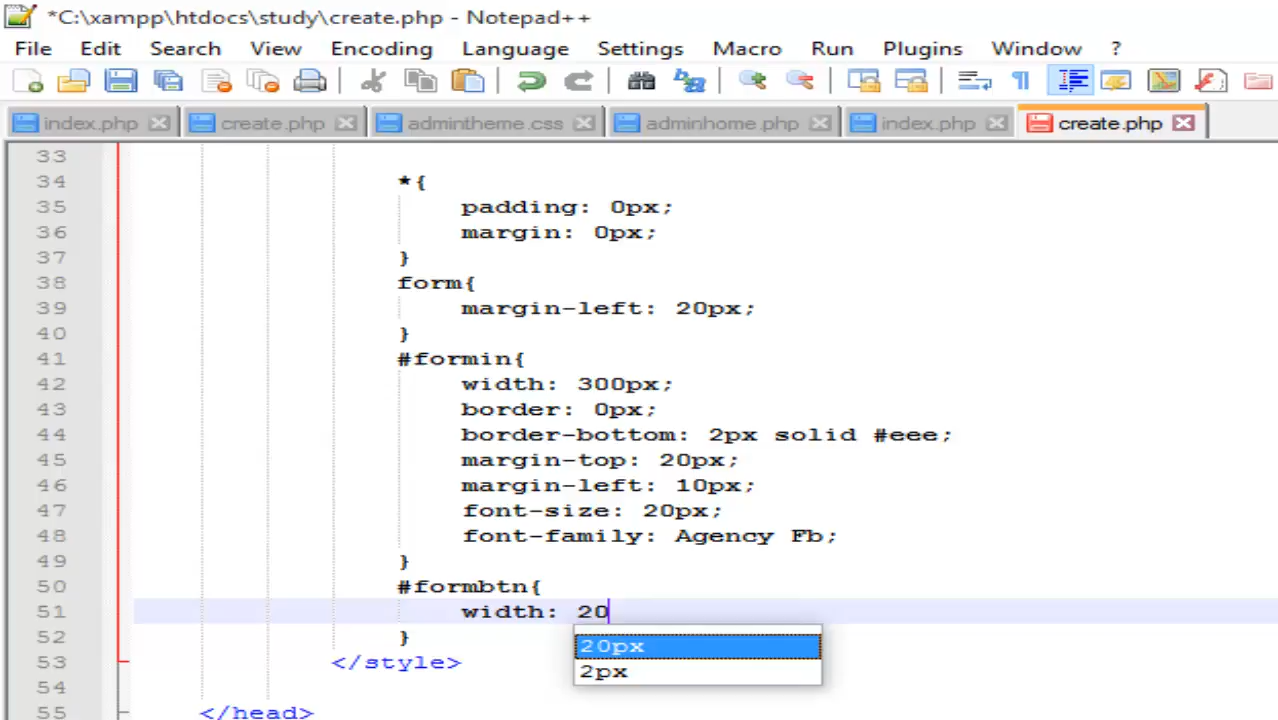 *C:\xampp\htdocs\study\create.php - Notepad++
File Edit Search View Encoding Language Settings Macro Run Plugins Window ?
index.php create.php admintheme.css adminhome.php index.php create.php
33
34 *{
35 padding: 0px;
36 margin: 0px;
37 }
38 form{
39 margin-left: 20px;
40 }
41 #formin{
42 width: 300px;
43 border: 0px;
44 border-bottom: 2px solid #eee;
45 margin-top: 20px;
46 margin-left: 10px;
47 font-size: 20px;
48 font-family: Agency Fb;
49 }
50 #formbtn{
51 width: 20
52 }
20px
53 </style>
2px
54
55 </head>